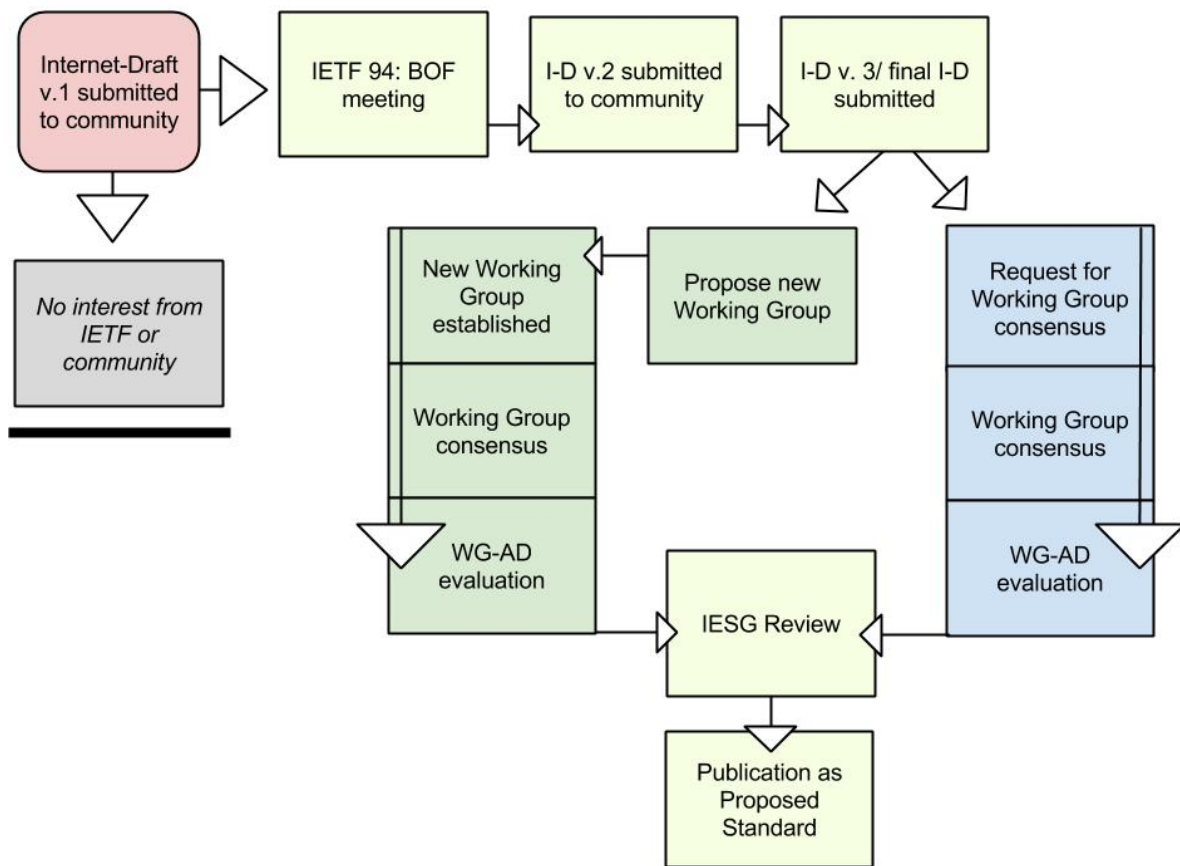 Internet-Draft
v.1 submitted
to community
IETF 94: BOF
meeting
I-D v.2 submitted
to community
I-D v. 3/ final I-D
submitted
No interest from
IETF or
community
New Working
Group
established
Propose new
Working Group
Request for
Working Group
consensus
Working Group
consensus
Working Group
consensus
WG-AD
evaluation
WG-AD
evaluation
IESG Review
Publication as
Proposed
Standard